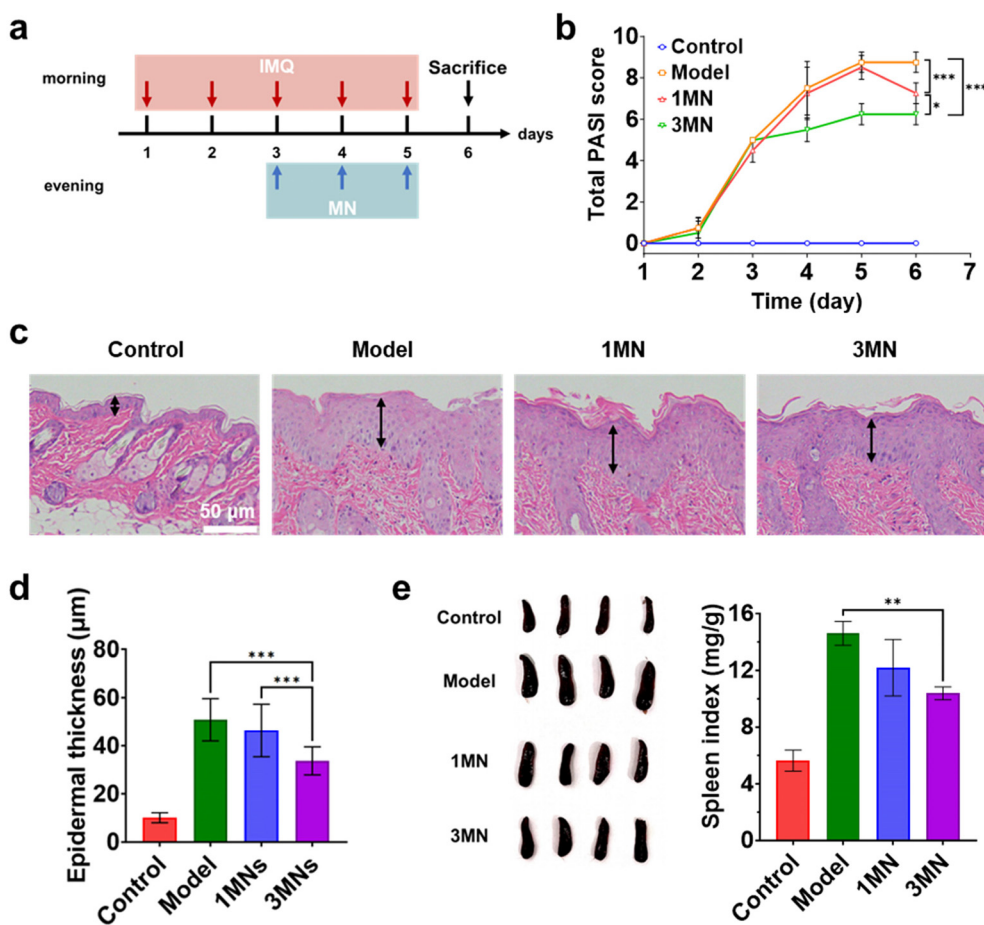 a
morning
IMQ
Sacrifice
1 2 3 4 5 6 days
evening
MN
b
Total PASI score
10
8
6
4
2
0
Control
Model
1MN
3MN
***
*
***
1 2 3 4 5 6 7
Time (day)
c
Control Model 1MN 3MN
50 μm
d
Epidermal thickness (μm)
80
60
40
20
0
***
***
Control Model 1MNs 3MNs
e
Control
Model
1MN
3MN
Spleen index (mg/g)
16
12
8
4
0
**
Control Model 1MN 3MN